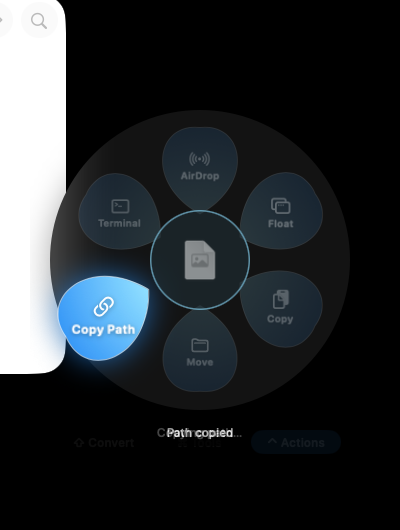 AirDrop
Terminal
Float
Copy Path
Copy
Move
Path copied...
Convert
Actions